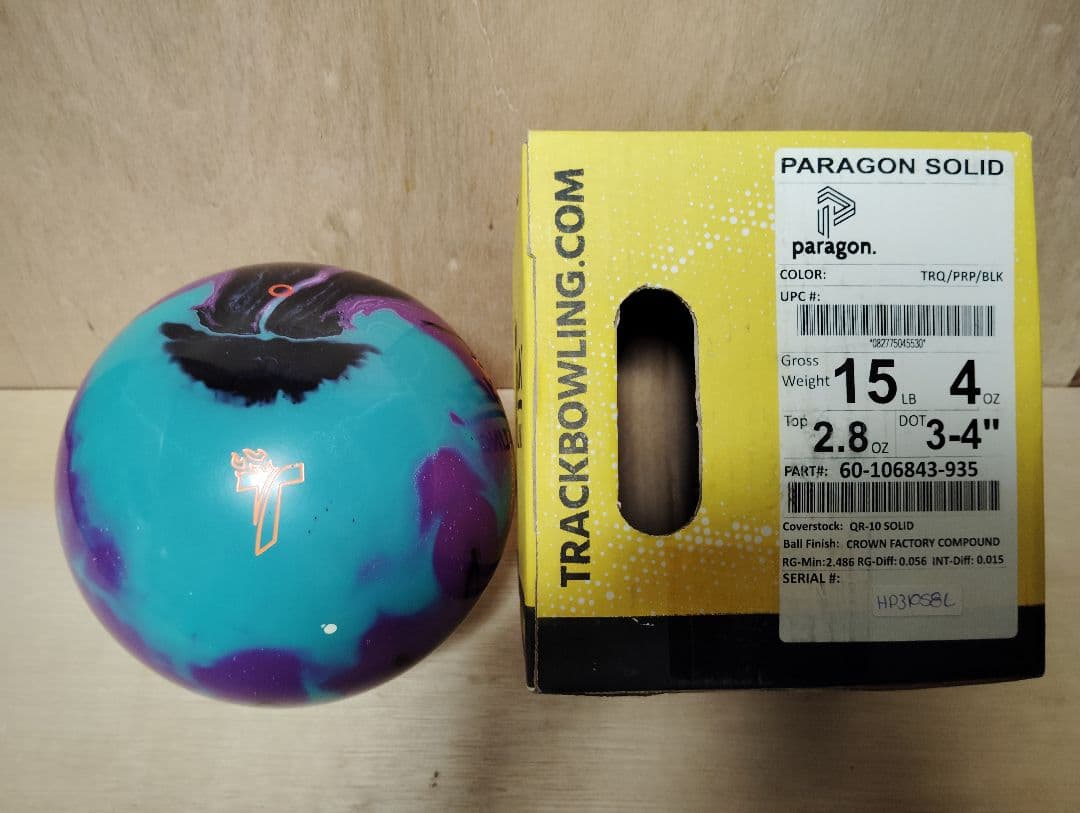 T
TRACKBOWLING.COM
PARAGON SOLID
paragon.
COLOR: TRQ/PRP/BLK
UPC #:
*082775045530*
Gross Weight 15 LB 4 OZ
Top 2.8 OZ DOT 3-4"
PART#: 60-106843-935
Coverstock: QR-10 SOLID
Ball Finish: CROWN FACTORY COMPOUND
RG-Min:2.486 RG-Diff: 0.056 INT-Diff: 0.015
SERIAL #: